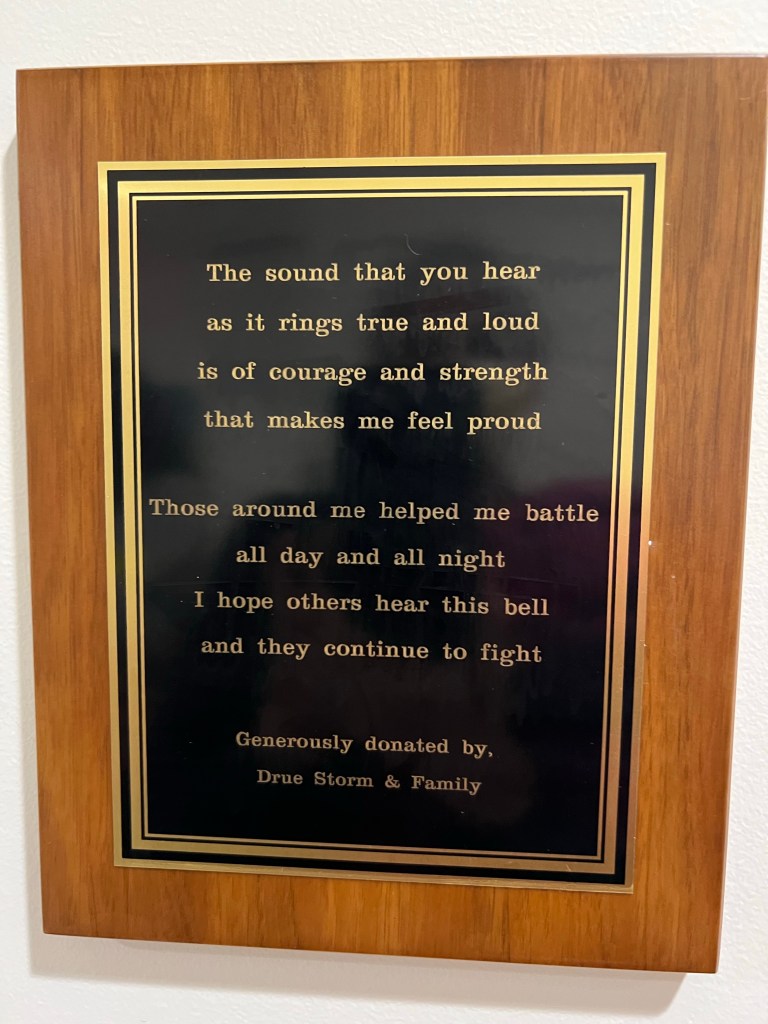 The sound that you hear
as it rings true and loud
is of courage and strength
that makes me feel proud
Those around me helped me battle
all day and all night
I hope others hear this bell
and they continue to fight
Generously donated by,
Drue Storm & Family